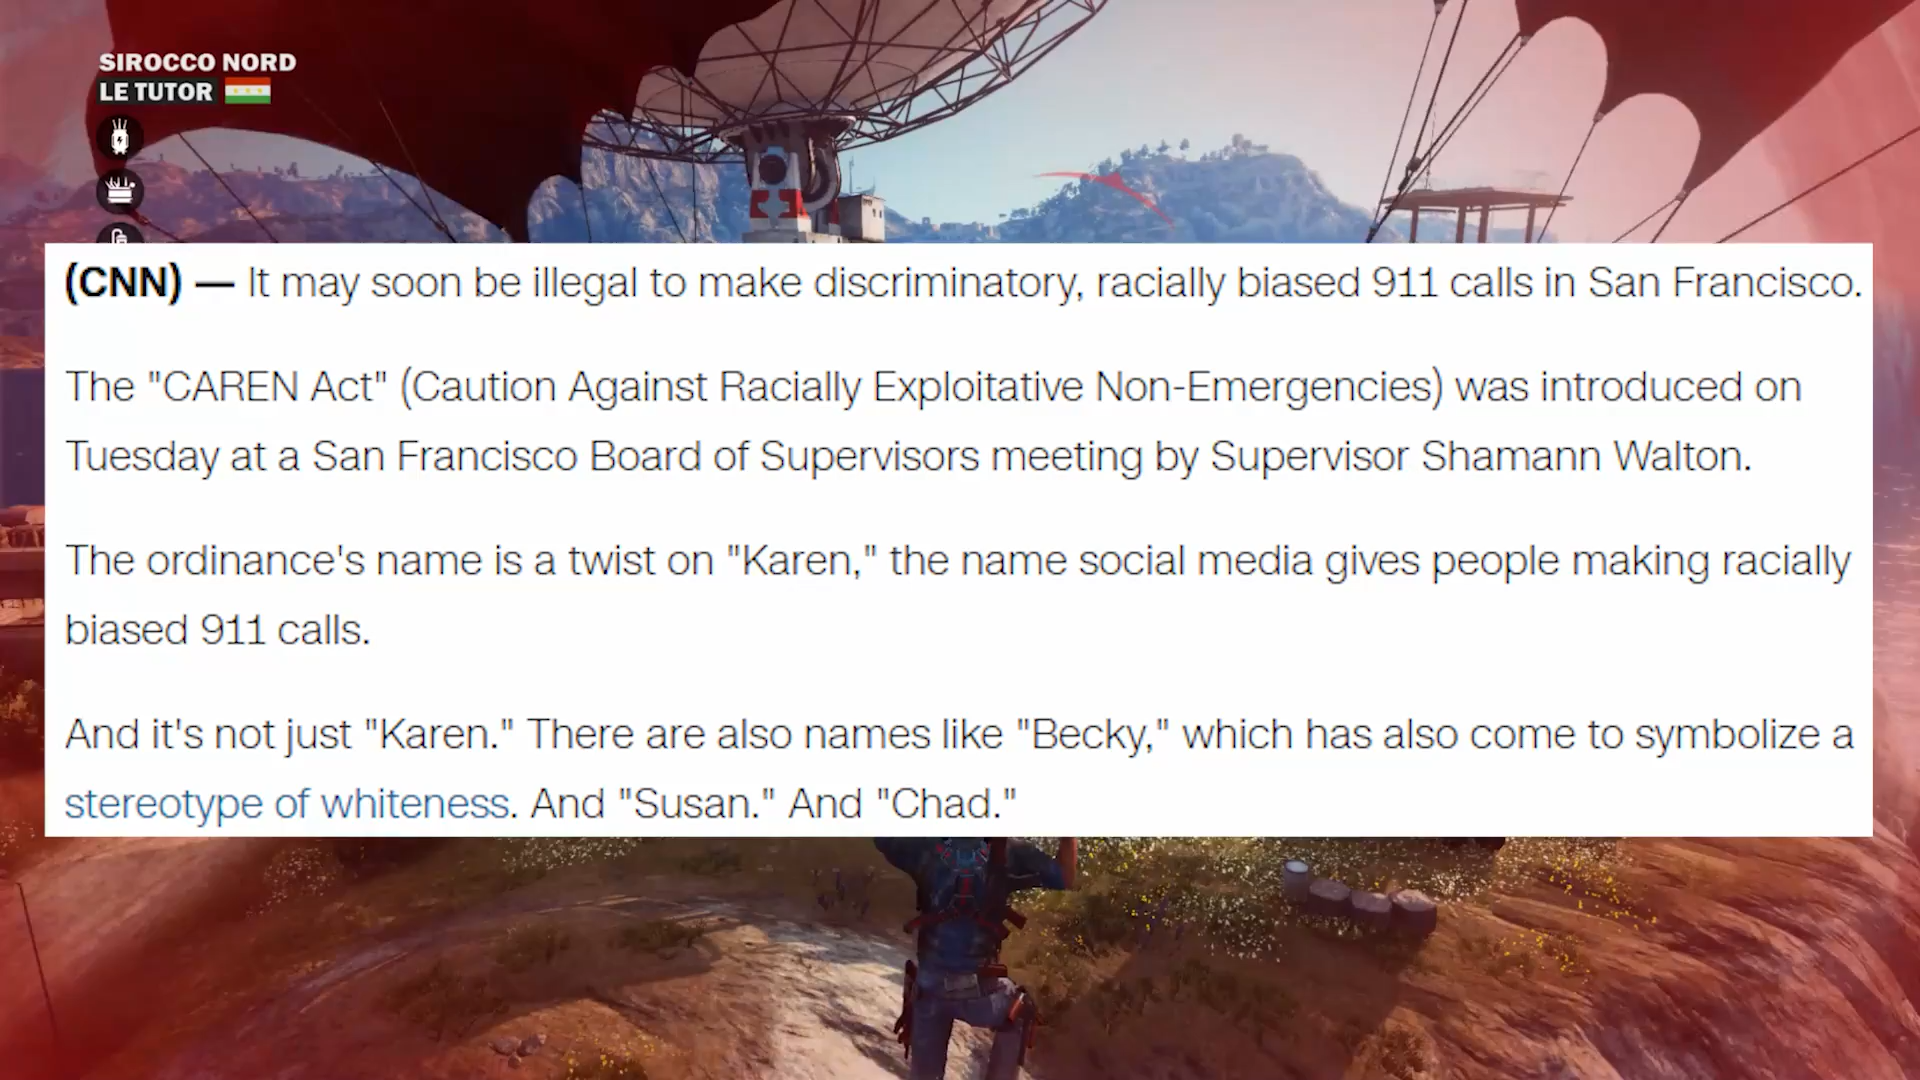 SIROCCO NORD
LE TUTOR
(CNN) — It may soon be illegal to make discriminatory, racially biased 911 calls in San Francisco.
The "CAREN Act" (Caution Against Racially Exploitative Non-Emergencies) was introduced on
Tuesday at a San Francisco Board of Supervisors meeting by Supervisor Shamann Walton.
The ordinance's name is a twist on "Karen," the name social media gives people making racially
biased 911 calls.
And it's not just "Karen." There are also names like "Becky," which has also come to symbolize a
stereotype of whiteness. And "Susan." And "Chad."